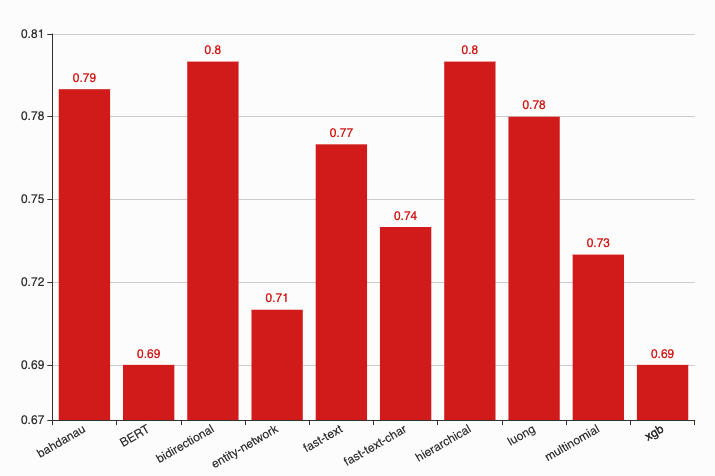 0.81
0.78
0.75
0.72
0.69
0.67
0.79
0.69
0.8
0.71
0.77
0.74
0.8
0.78
0.73
0.69
bahdanau
BERT
bidirectional
entity-network
fast-text
fast-text-char
hierarchical
luong
multinomial
xgb